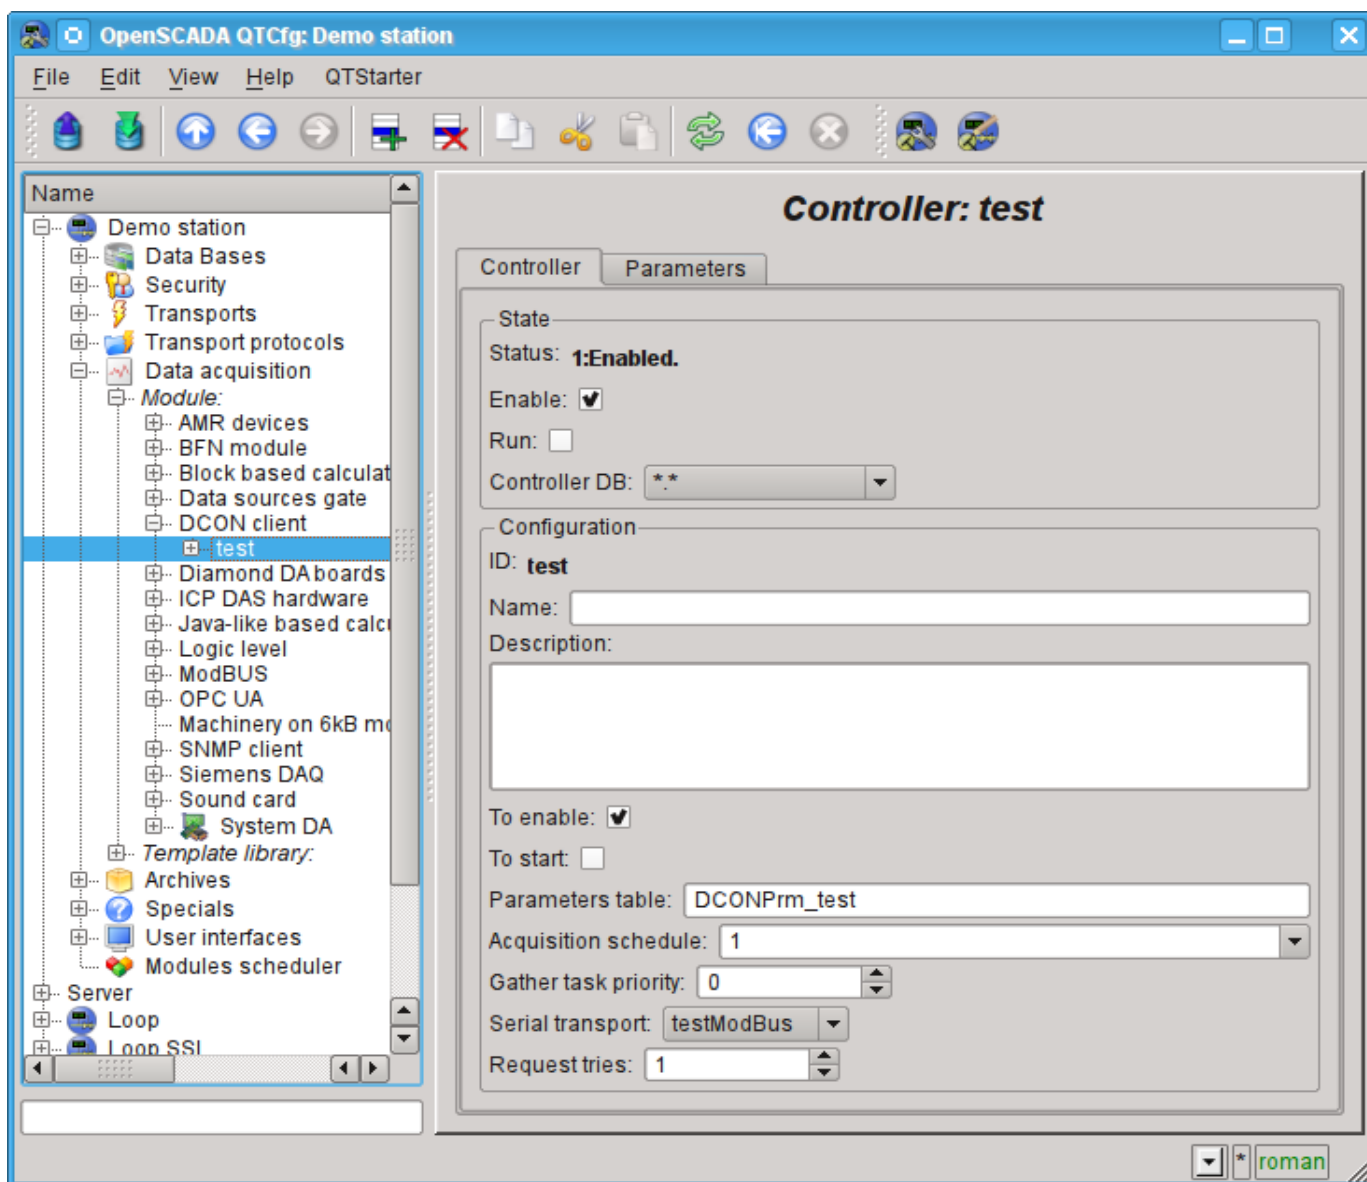 OpenSCADA QTCfg: Demo station
File Edit View Help QTStarter
Name
Demo station
Data Bases
Security
Transports
Transport protocols
Data acquisition
Module:
AMR devices
BFN module
Block based calculat
Data sources gate
DCON client
test
Diamond DA boards
ICP DAS hardware
Java-like based calcu
Logic level
ModBUS
OPC UA
Machinery on 6kB mo
SNMP client
Siemens DAQ
Sound card
System DA
Template library:
Archives
Specials
User interfaces
Modules scheduler
Server
Loop
Loop SSL
Controller: test
Controller Parameters
State
Status: 1:Enabled.
Enable:
Run:
Controller DB: *.*
Configuration
ID: test
Name:
Description:
To enable:
To start:
Parameters table: DCONPrm_test
Acquisition schedule: 1
Gather task priority: 0
Serial transport: testModBus
Request tries: 1
* roman